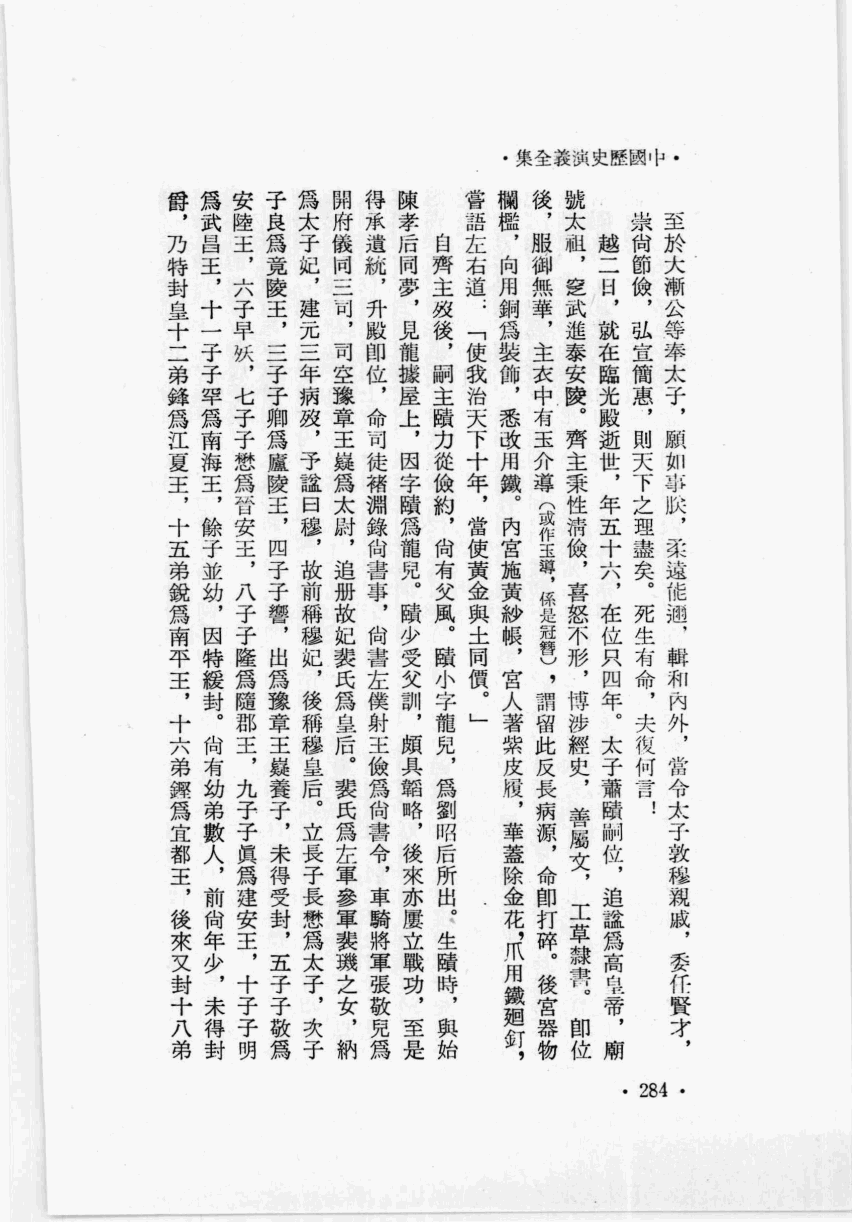 •中國歷史演義全集•
至於大漸公等奉太子，願如事朕，柔遠能邇，輯和內外，當令太子敦穆親戚，委任賢才，
崇尙節儉，弘宣簡惠，則天下之理盡矣。死生有命，夫復何言！
越二日，就在臨光殿逝世，年五十六，在位只四年。太子蕭賾嗣位，追諡爲高皇帝，廟
號太祖，窆武進泰安陵。齊主秉性淸儉，喜怒不形，博涉經史，善屬文，工草隸書。卽位
後，服御無華，主衣中有玉介導（或作玉導，係是冠簪），謂留此反長病源，命卽打碎。後宮器物
欄檻，向用銅爲裝飾，悉改用鐵。內宮施黃紗帳，宮人著紫皮履，華蓋除金花，爪用鐵廻釘，
嘗語左右道：「使我治天下十年，當使黃金與土同價。」
自齊主歿後，嗣主賾力從儉約，尙有父風。賾小字龍兒，爲劉昭后所出。生賾時，與始
陳孝后同夢，見龍據屋上，因字賾爲龍兒。賾少受父訓，頗具韜略，後來亦屢立戰功，至是
得承遺統，升殿卽位，命司徒褚淵錄尙書事，尙書左僕射王儉爲尙書令，車騎將軍張敬兒爲
開府儀同三司，司空豫章王嶷爲太尉，追册故妃裴氏爲皇后。裴氏爲左軍參軍裴璣之女，納
爲太子妃，建元三年病歿，予諡曰穆，故前稱穆妃，後稱穆皇后。立長子長懋爲太子，次子
子良爲竟陵王，三子子卿爲廬陵王，四子子響，出爲豫章王嶷養子，未得受封，五子子敬爲
安陸王，六子早殀，七子子懋爲晉安王，八子子隆爲隨郡王，九子子眞爲建安王，十子子明
爲武昌王，十一子子罕爲南海王，餘子並幼，因特緩封。尙有幼弟數人，前尙年少，未得封
爵，乃特封皇十二弟鋒爲江夏王，十五弟銳爲南平王，十六弟鏗爲宜都王，後來又封十八弟
• 284 •